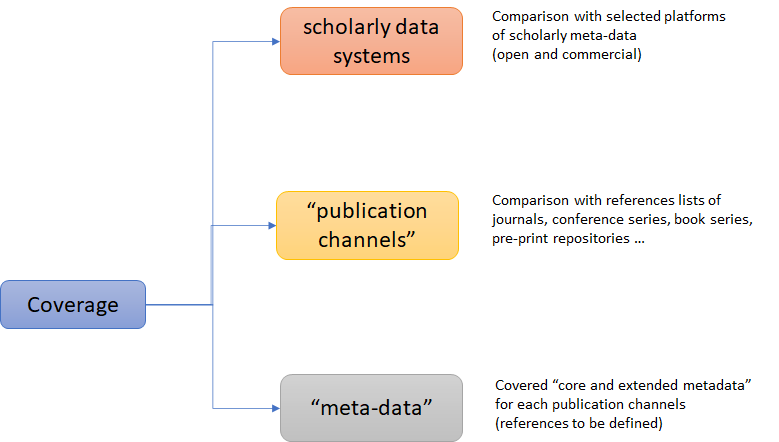 scholarly data
systems
Comparison with selected platforms
of scholarly meta-data
(open and commercial)
“publication
channels”
Comparison with references lists of
journals, conference series, book series,
pre-print repositories ...
Coverage
“meta-data”
Covered “core and extended metadata”
for each publication channels
(references to be defined)